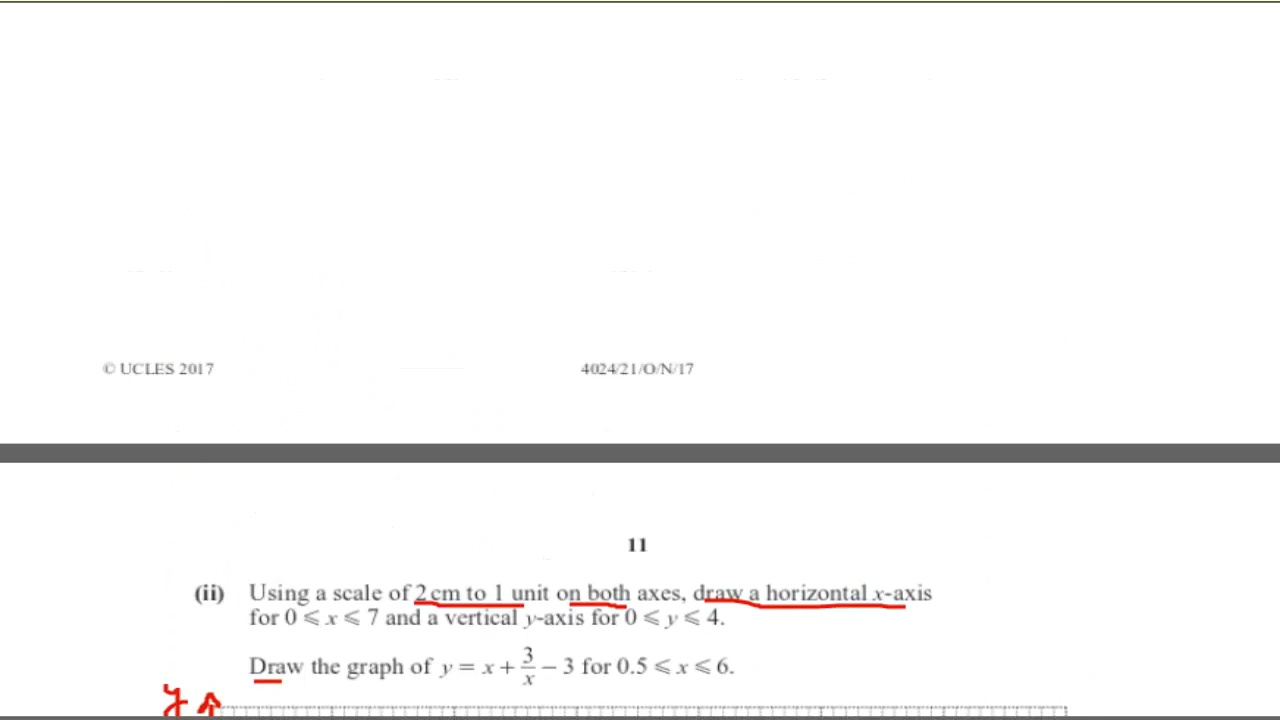 © UCLES 2017 4024/21/O/N/17
11
(ii) Using a scale of 2 cm to 1 unit on both axes, draw a horizontal x-axis
for 0 ⩽ x ⩽ 7 and a vertical y-axis for 0 ⩽ y ⩽ 4.
Draw the graph of y = x + 3/x − 3 for 0.5 ⩽ x ⩽ 6.
y